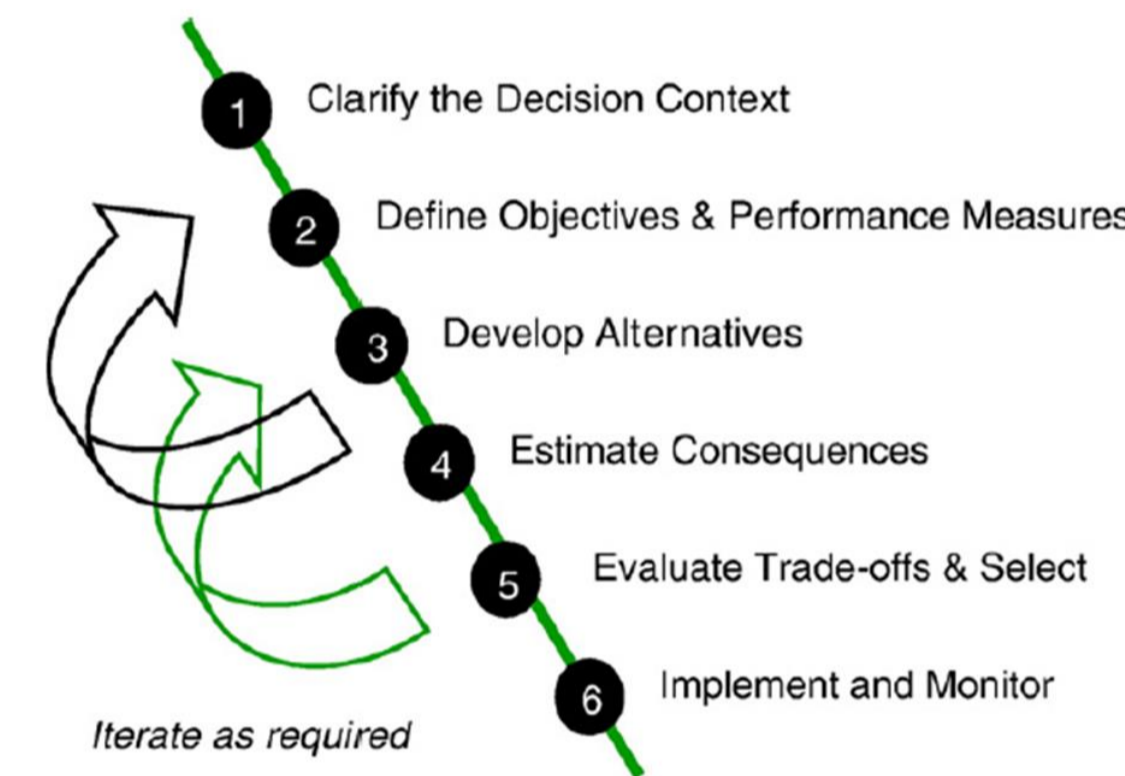 1 Clarify the Decision Context
2 Define Objectives & Performance Measures
3 Develop Alternatives
4 Estimate Consequences
5 Evaluate Trade-offs & Select
6 Implement and Monitor
Iterate as required